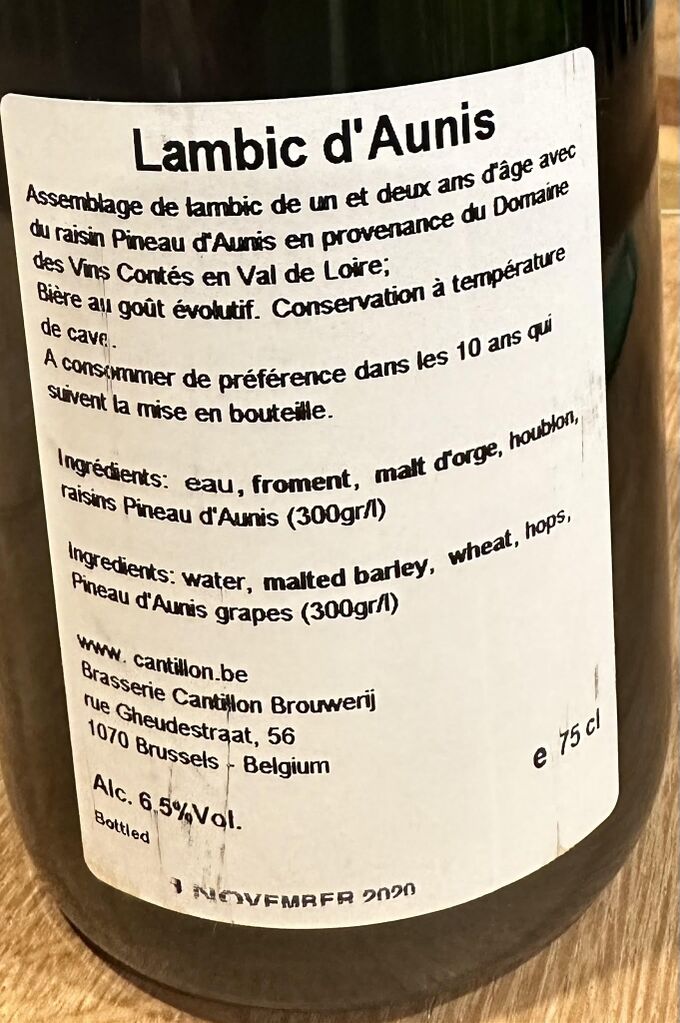 Lambic d'Aunis
Assemblage de lambic de un et deux ans d'âge avec
du raisin Pineau d'Aunis en provenance du Domaine
des Vins Contés en Val de Loire;
Bière au goût évolutif. Conservation à température
de cave.
A consommer de préférence dans les 10 ans qui
suivent la mise en bouteille.
Ingrédients: eau, froment, malt d'orge, houblon,
raisins Pineau d'Aunis (300gr/l)
Ingredients: water, malted barley, wheat, hops,
Pineau d'Aunis grapes (300gr/l)
www. cantillon.be
Brasserie Cantillon Brouwerij
rue Gheudestraat, 56
1070 Brussels - Belgium
e 75 cl
Alc. 6,5%Vol.
Bottled
NOVEMBER 2020